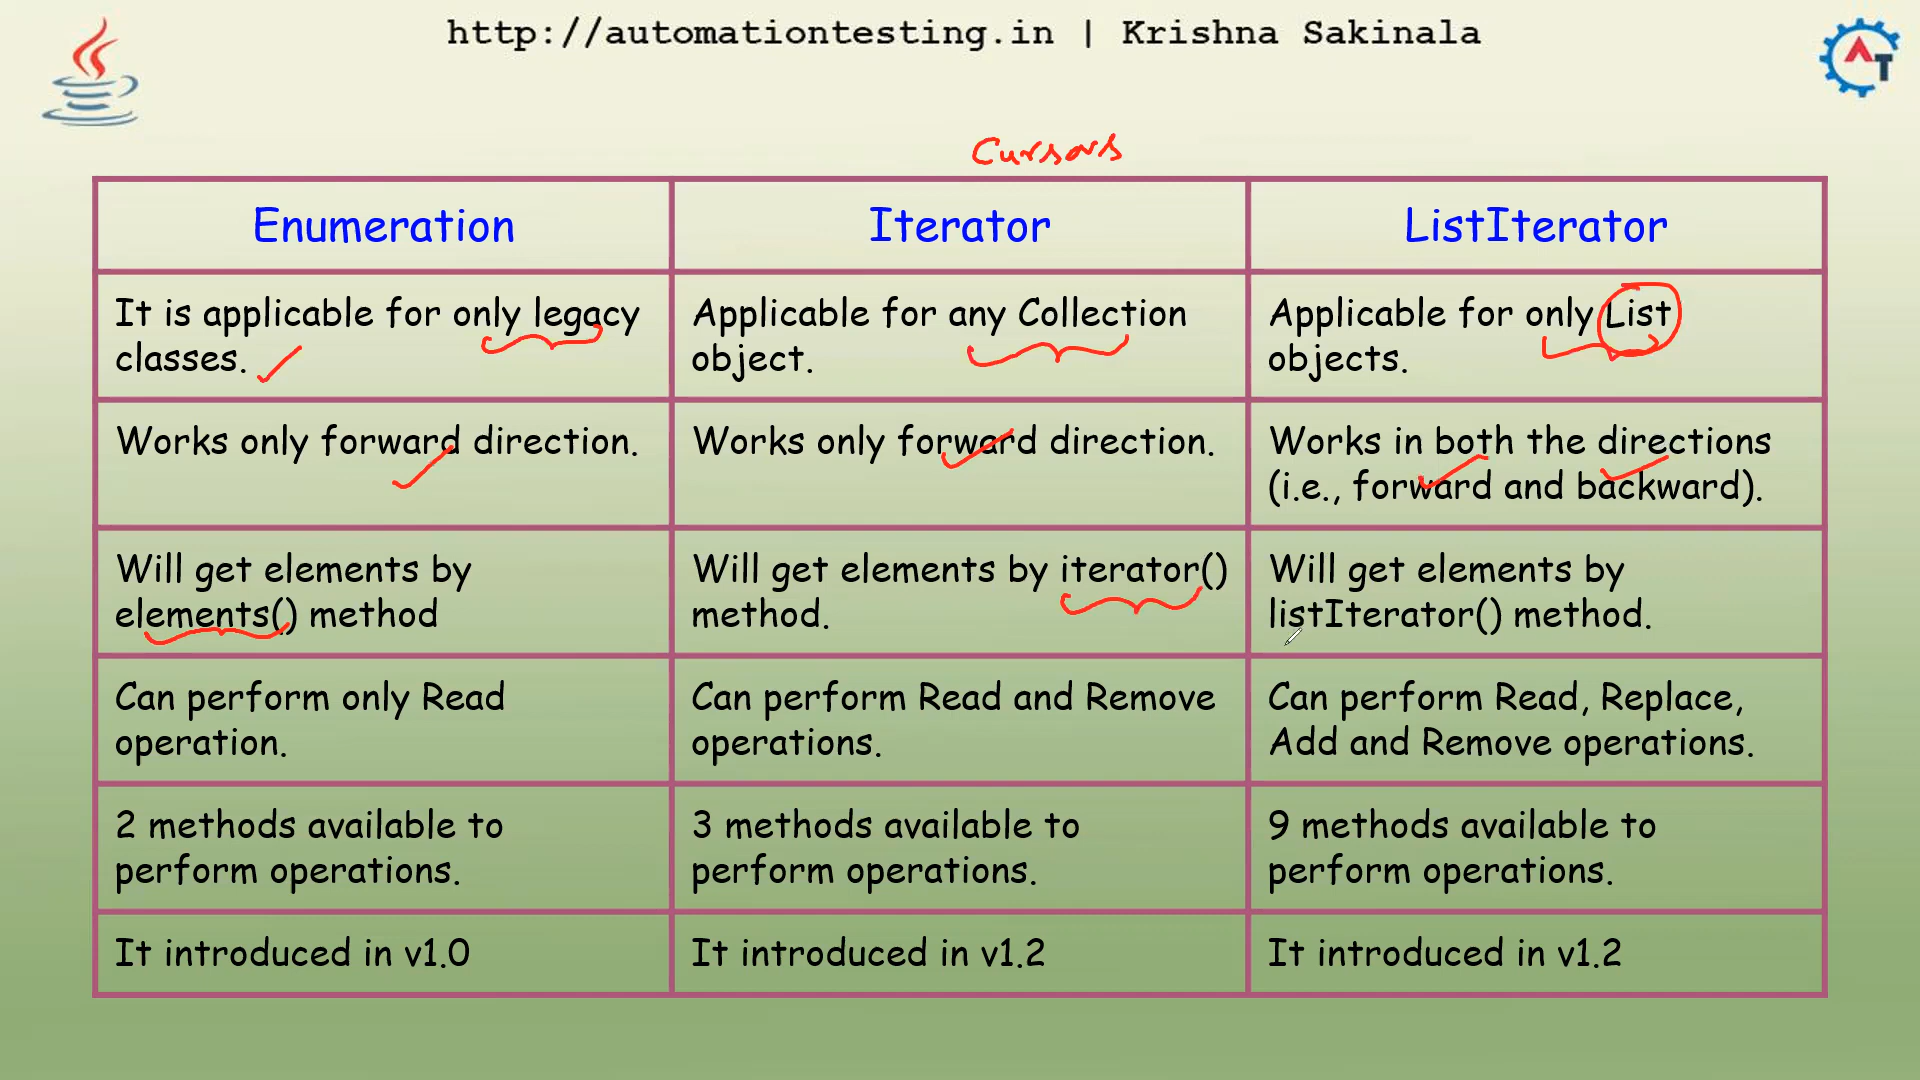 http://automationtesting.in | Krishna Sakinala
AT
Cursors
Enumeration
Iterator
ListIterator
It is applicable for only legacy
classes.
Applicable for any Collection
object.
Applicable for only List
objects.
Works only forward direction.
Works only forward direction.
Works in both the directions
(i.e., forward and backward).
Will get elements by
elements() method
Will get elements by iterator()
method.
Will get elements by
listIterator() method.
Can perform only Read
operation.
Can perform Read and Remove
operations.
Can perform Read, Replace,
Add and Remove operations.
2 methods available to
perform operations.
3 methods available to
perform operations.
9 methods available to
perform operations.
It introduced in v1.0
It introduced in v1.2
It introduced in v1.2